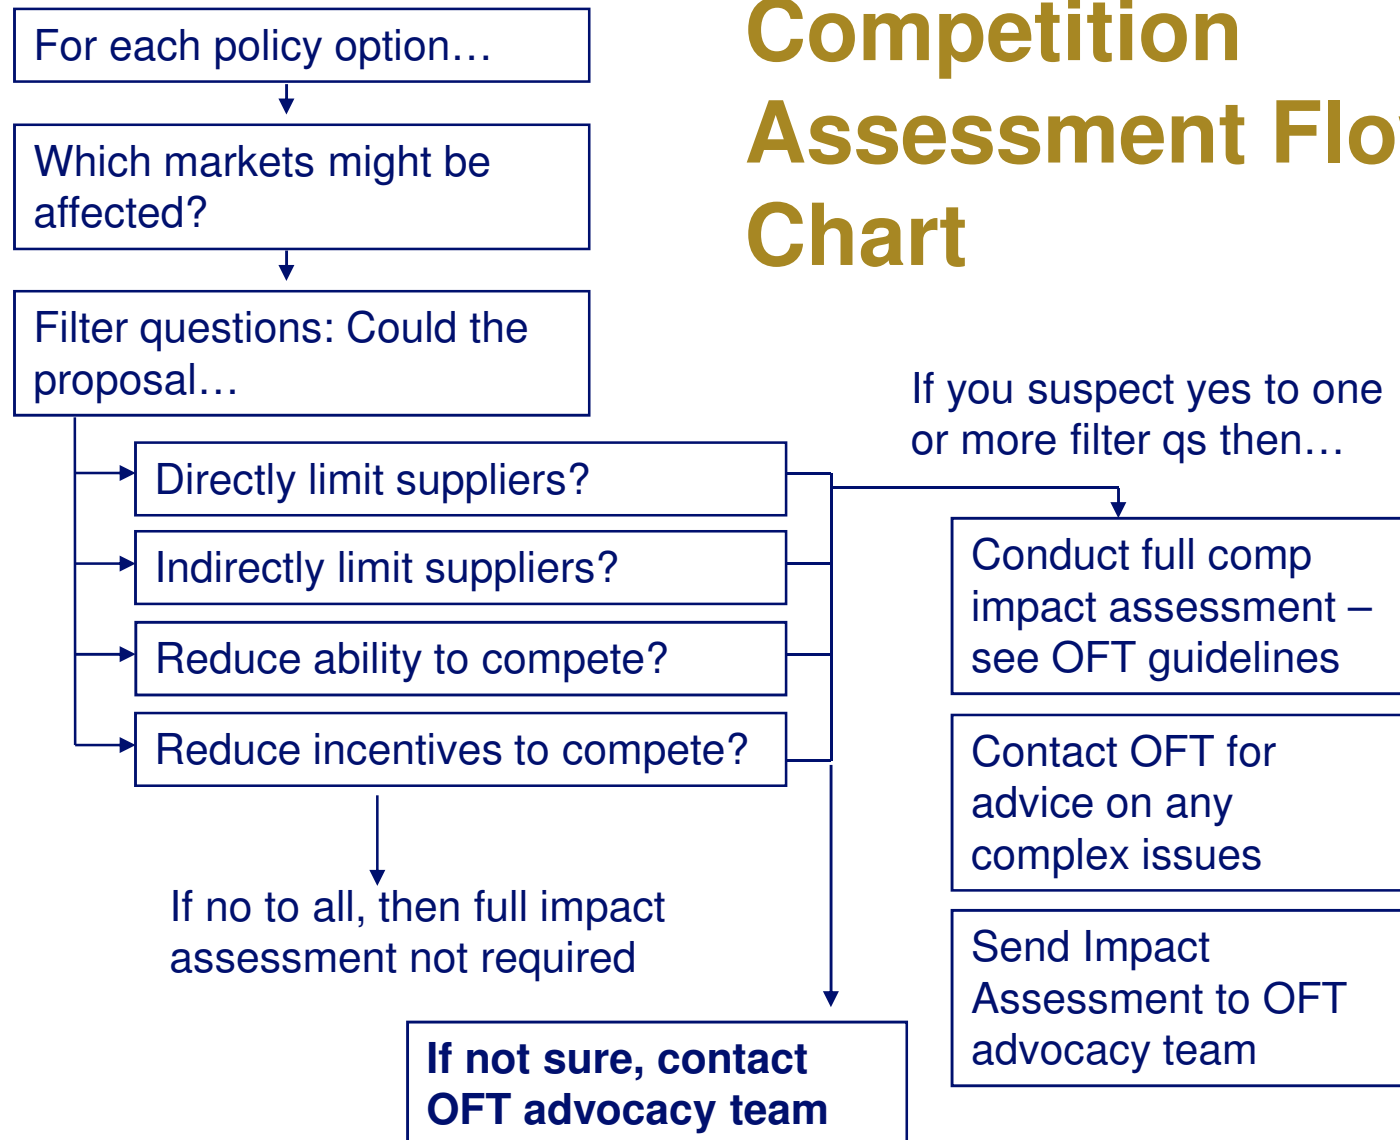 Competition
Assessment Flo
Chart
For each policy option…
Which markets might be
affected?
Filter questions: Could the
proposal…
Directly limit suppliers?
Indirectly limit suppliers?
Reduce ability to compete?
Reduce incentives to compete?
If no to all, then full impact
assessment not required
If not sure, contact
OFT advocacy team
If you suspect yes to one
or more filter qs then…
Conduct full comp
impact assessment –
see OFT guidelines
Contact OFT for
advice on any
complex issues
Send Impact
Assessment to OFT
advocacy team